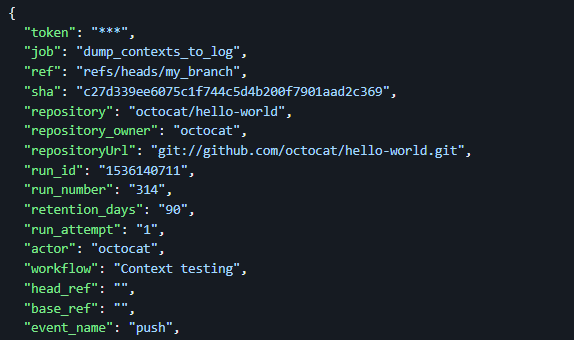 {
"token": "***",
"job": "dump_contexts_to_log",
"ref": "refs/heads/my_branch",
"sha": "c27d339ee6075c1f744c5d4b200f7901aad2c369",
"repository": "octocat/hello-world",
"repository_owner": "octocat",
"repositoryUrl": "git://github.com/octocat/hello-world.git",
"run_id": "1536140711",
"run_number": "314",
"retention_days": "90",
"run_attempt": "1",
"actor": "octocat",
"workflow": "Context testing",
"head_ref": "",
"base_ref": "",
"event_name": "push",